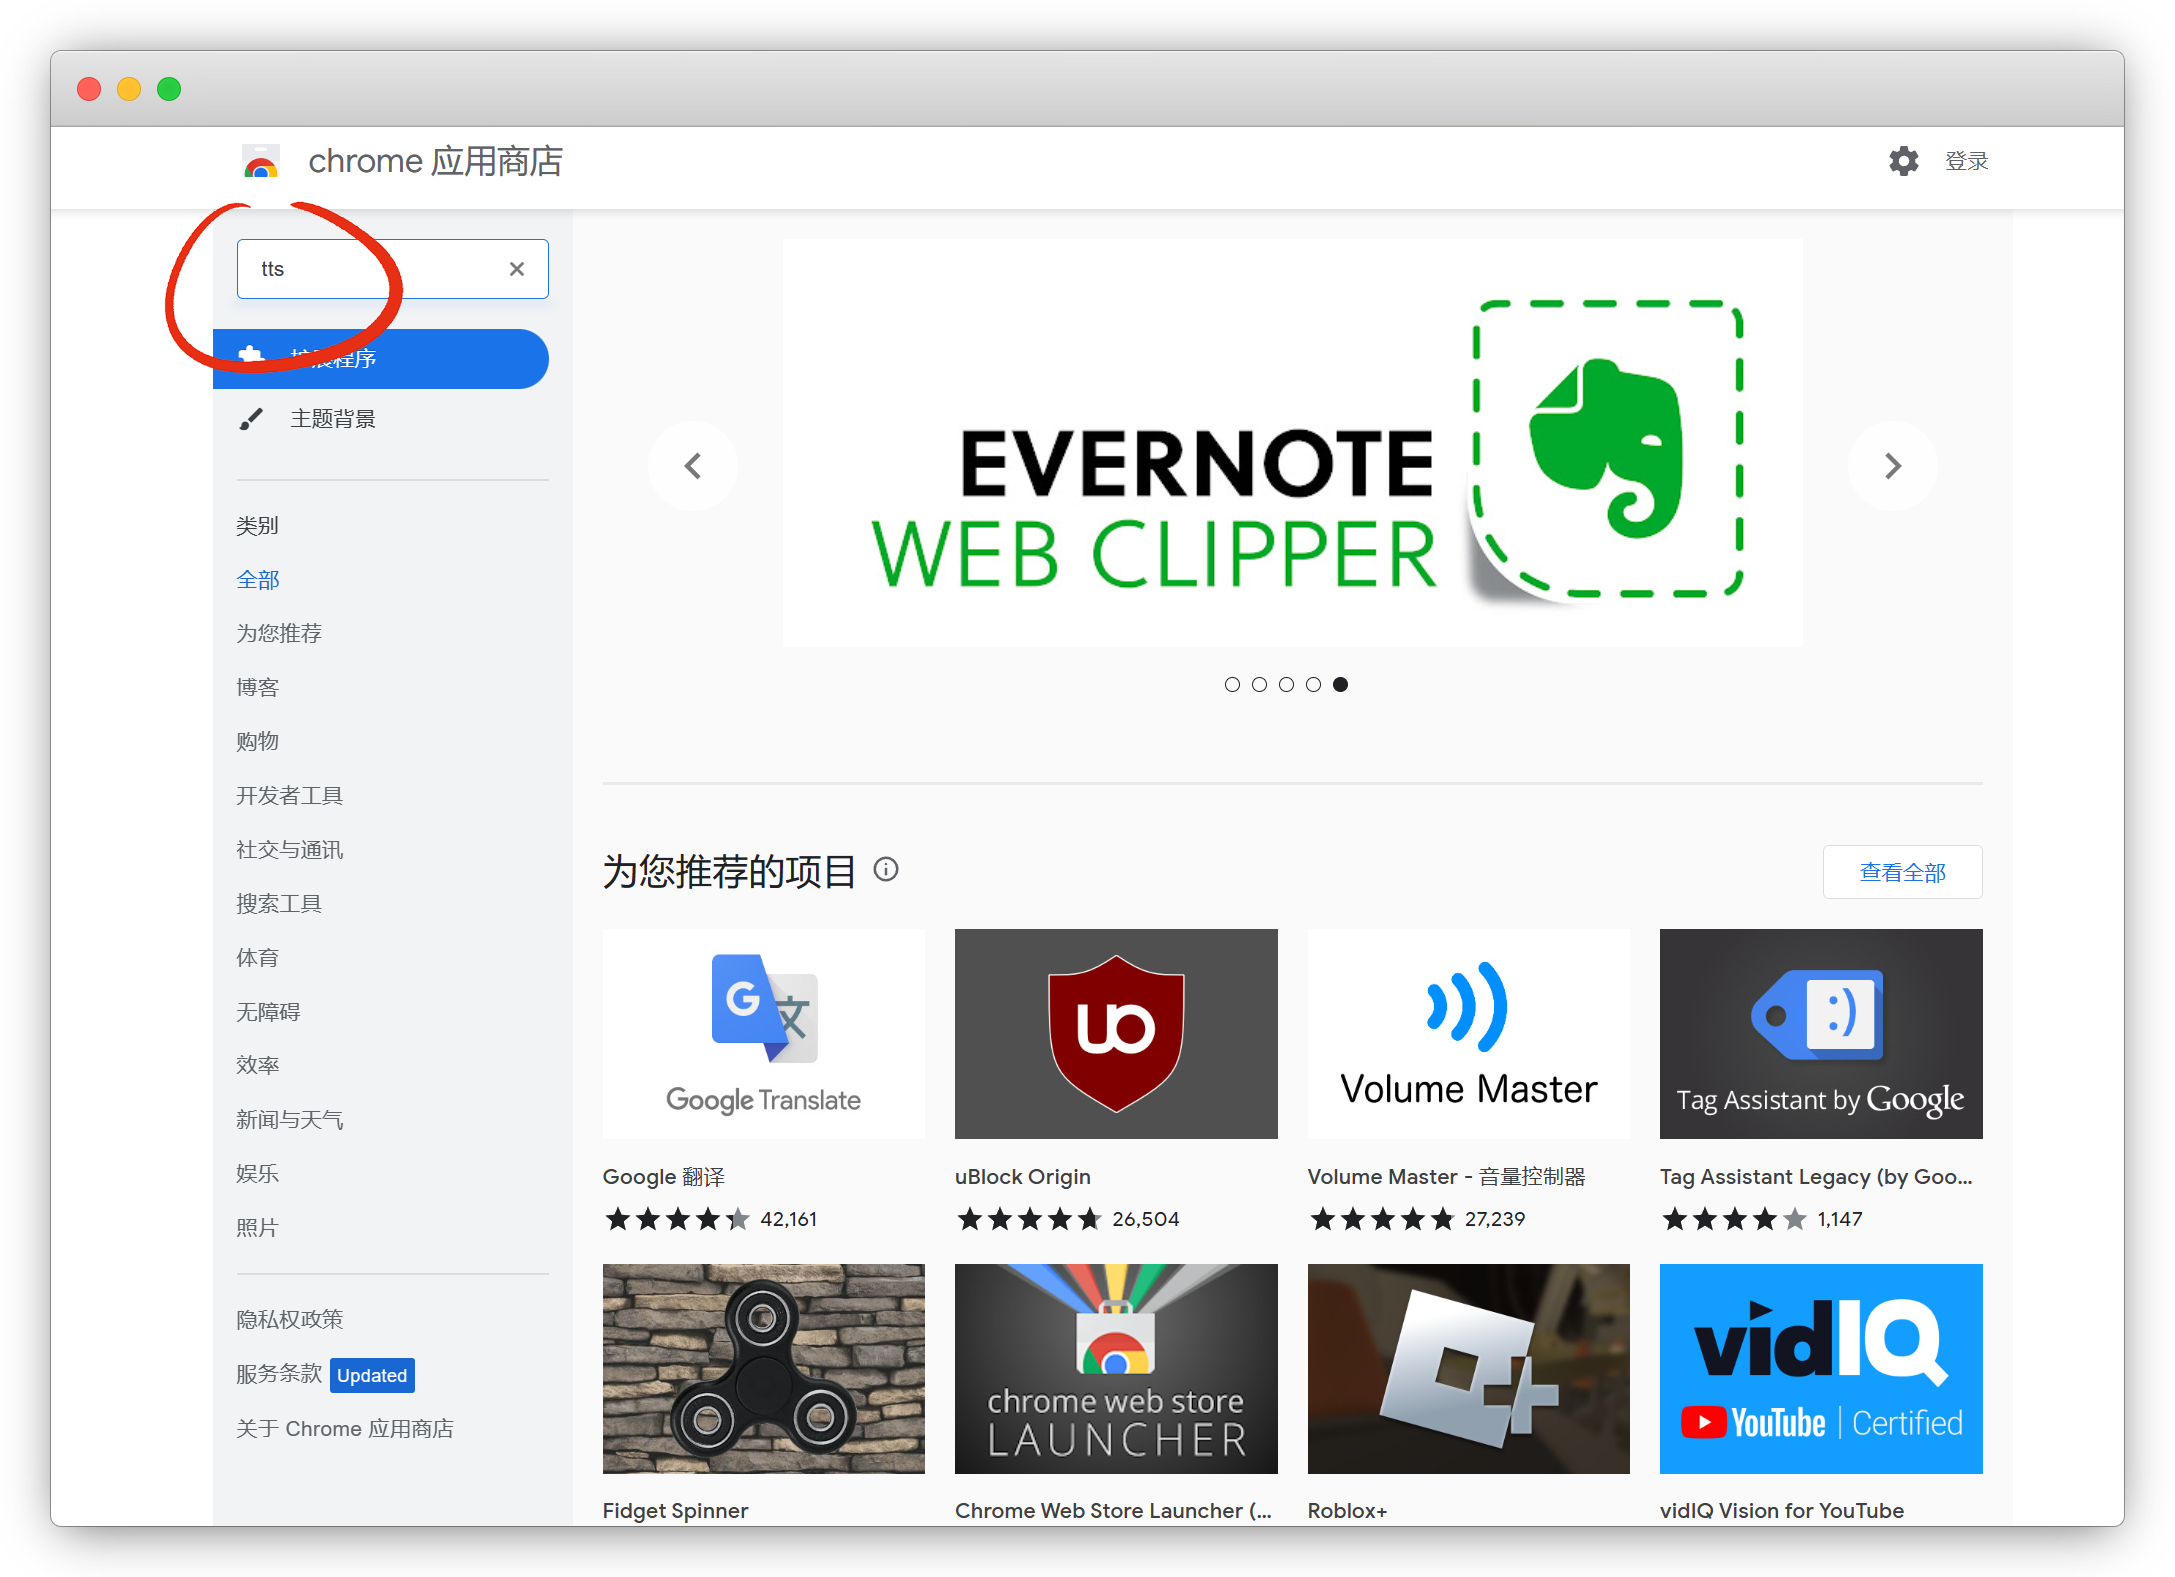 chrome 应用商店
登录
tts
扩展程序
主题背景
类别
全部
为您推荐
博客
购物
开发者工具
社交与通讯
搜索工具
体育
无障碍
效率
新闻与天气
娱乐
照片
隐私权政策
服务条款 Updated
关于 Chrome 应用商店
EVERNOTE
WEB CLIPPER
为您推荐的项目
查看全部
G 文
Google Translate
uo
Volume Master
:)
Tag Assistant by Google
Google 翻译
uBlock Origin
Volume Master - 音量控制器
Tag Assistant Legacy (by Goo...
42,161
26,504
27,239
1,147
chrome web store
LAUNCHER
vidIQ
YouTube | Certified
Fidget Spinner
Chrome Web Store Launcher (...
Roblox+
vidIQ Vision for YouTube